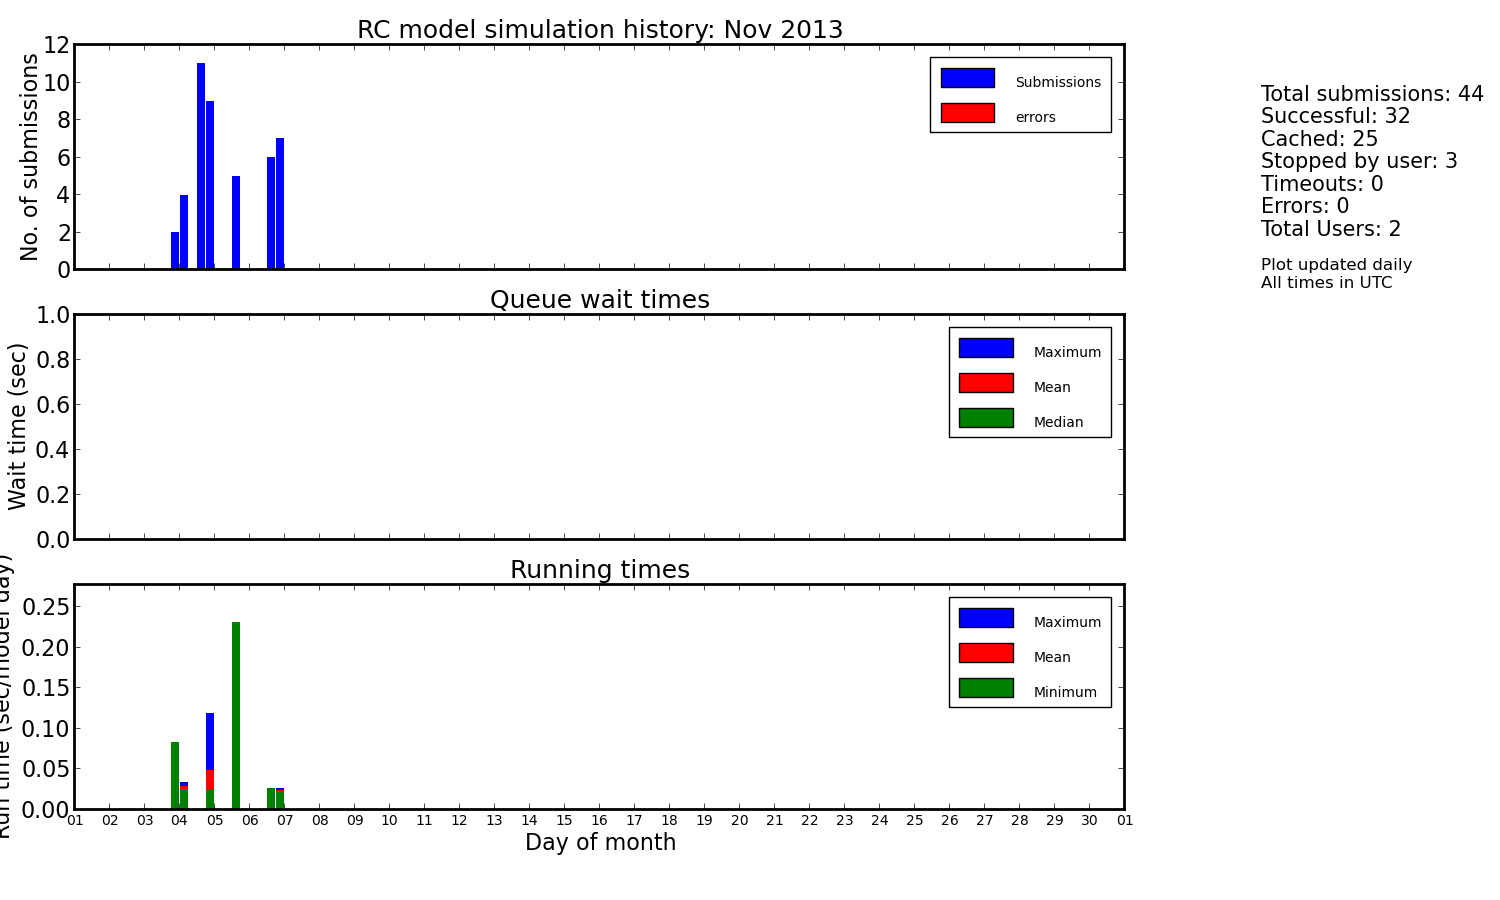 RC model simulation history: Nov 2013
No. of submissions
12
10
8
6
4
2
0
Submissions
errors
Total submissions: 44
Successful: 32
Cached: 25
Stopped by user: 3
Timeouts: 0
Errors: 0
Total Users: 2
Plot updated daily
All times in UTC
Queue wait times
Wait time (sec)
1.0
0.8
0.6
0.4
0.2
0.0
Maximum
Mean
Median
Running times
Run time (sec/model day)
0.25
0.20
0.15
0.10
0.05
0.00
Maximum
Mean
Minimum
01 02 03 04 05 06 07 08 09 10 11 12 13 14 15 16 17 18 19 20 21 22 23 24 25 26 27 28 29 30 01
Day of month